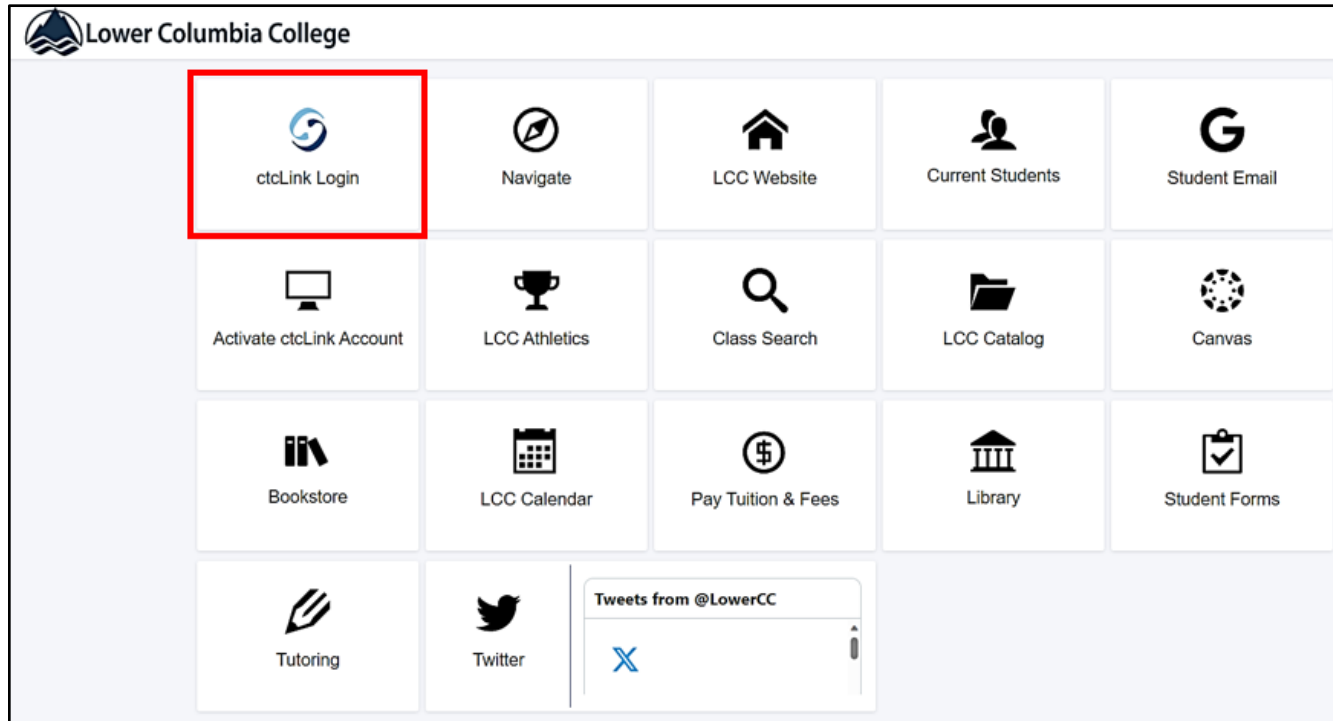 Lower Columbia College
ctcLink Login
Navigate
LCC Website
Current Students
Student Email
Activate ctcLink Account
LCC Athletics
Class Search
LCC Catalog
Canvas
Bookstore
LCC Calendar
Pay Tuition & Fees
Library
Student Forms
Tutoring
Twitter
Tweets from @LowerCC